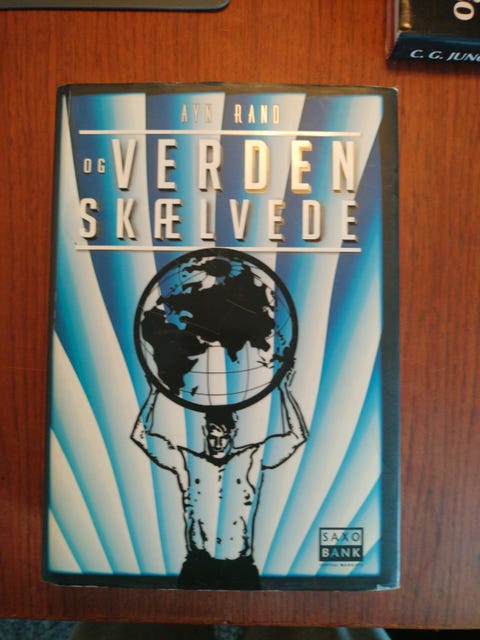 C. G. JUNG
AYN RAND
OG VERDEN
SKÆLVEDE
SAXO
BANK